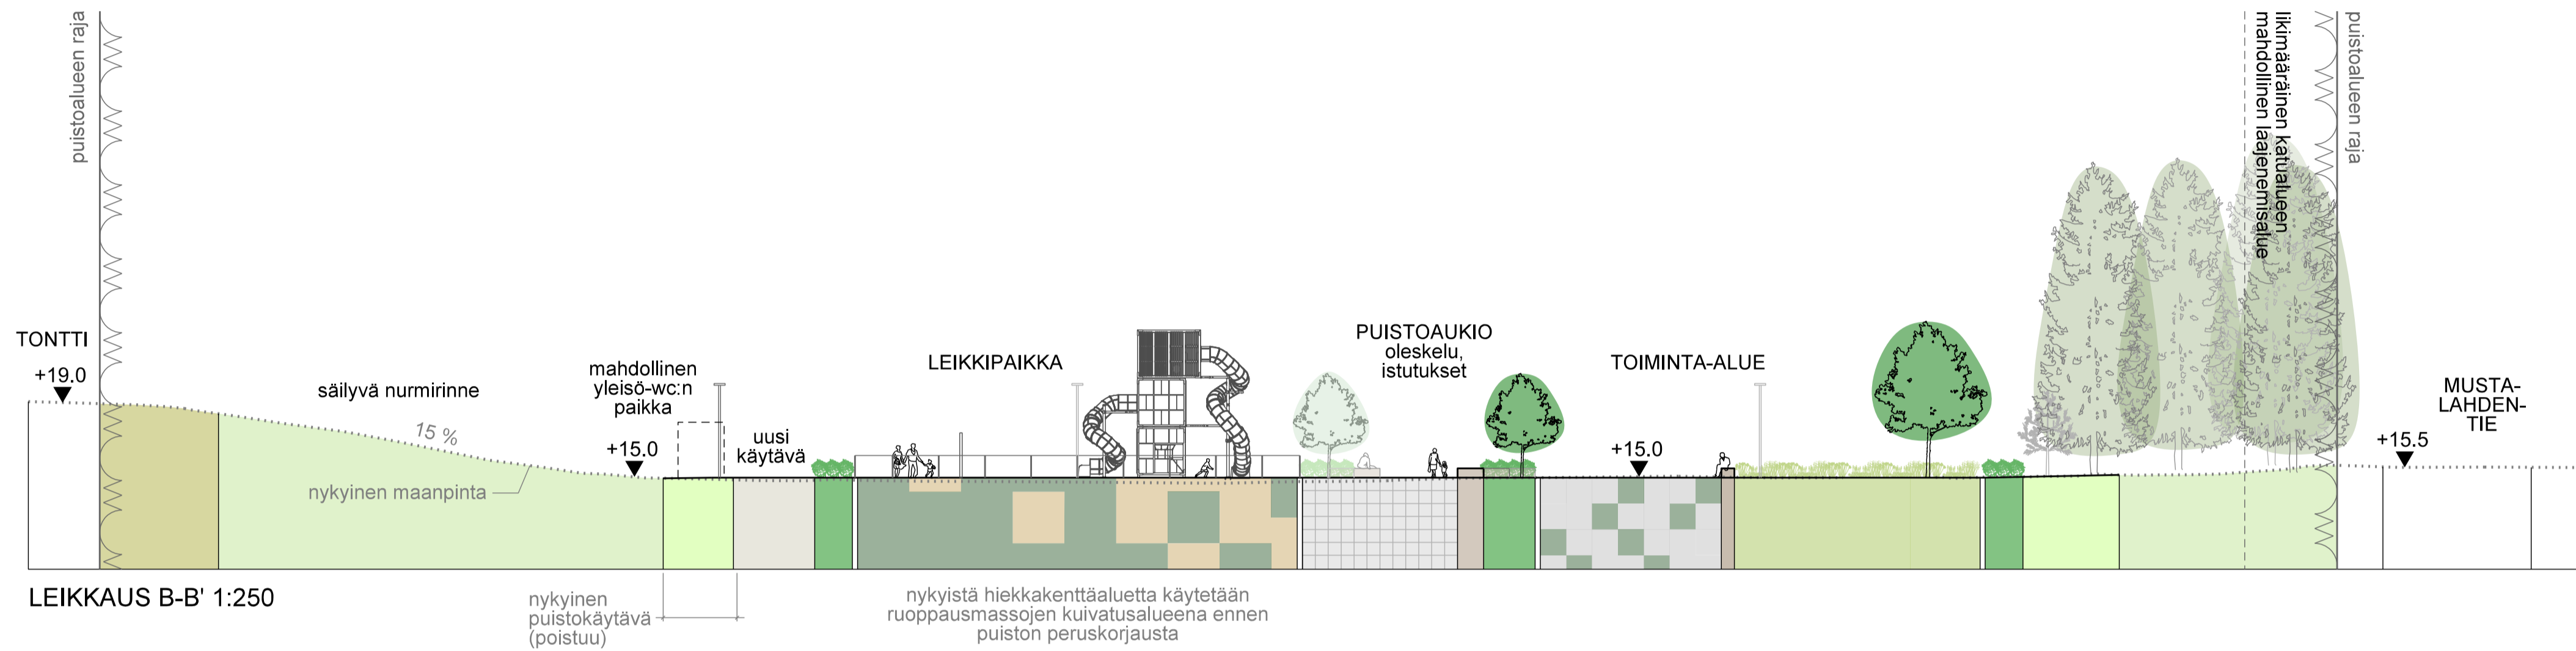 puistoalueen raja
TONTTI
+19.0
säilyvä nurmirinne
15 %
nykyinen maanpinta
mahdollinen
yleisö-wc:n
paikka
+15.0
uusi
käytävä
LEIKKIPAIKKA
PUISTOAUKIO
oleskelu,
istutukset
TOIMINTA-ALUE
+15.0
likimääräinen katualueen
mahdollinen laajenemisalue
puistoalueen raja
MUSTA-
LAHDEN-
TIE
+15.5
LEIKKAUS B-B' 1:250
nykyinen
puistokäytävä
(poistuu)
nykyistä hiekkakenttäaluetta käytetään
ruoppausmassojen kuivatusalueena ennen
puiston peruskorjausta